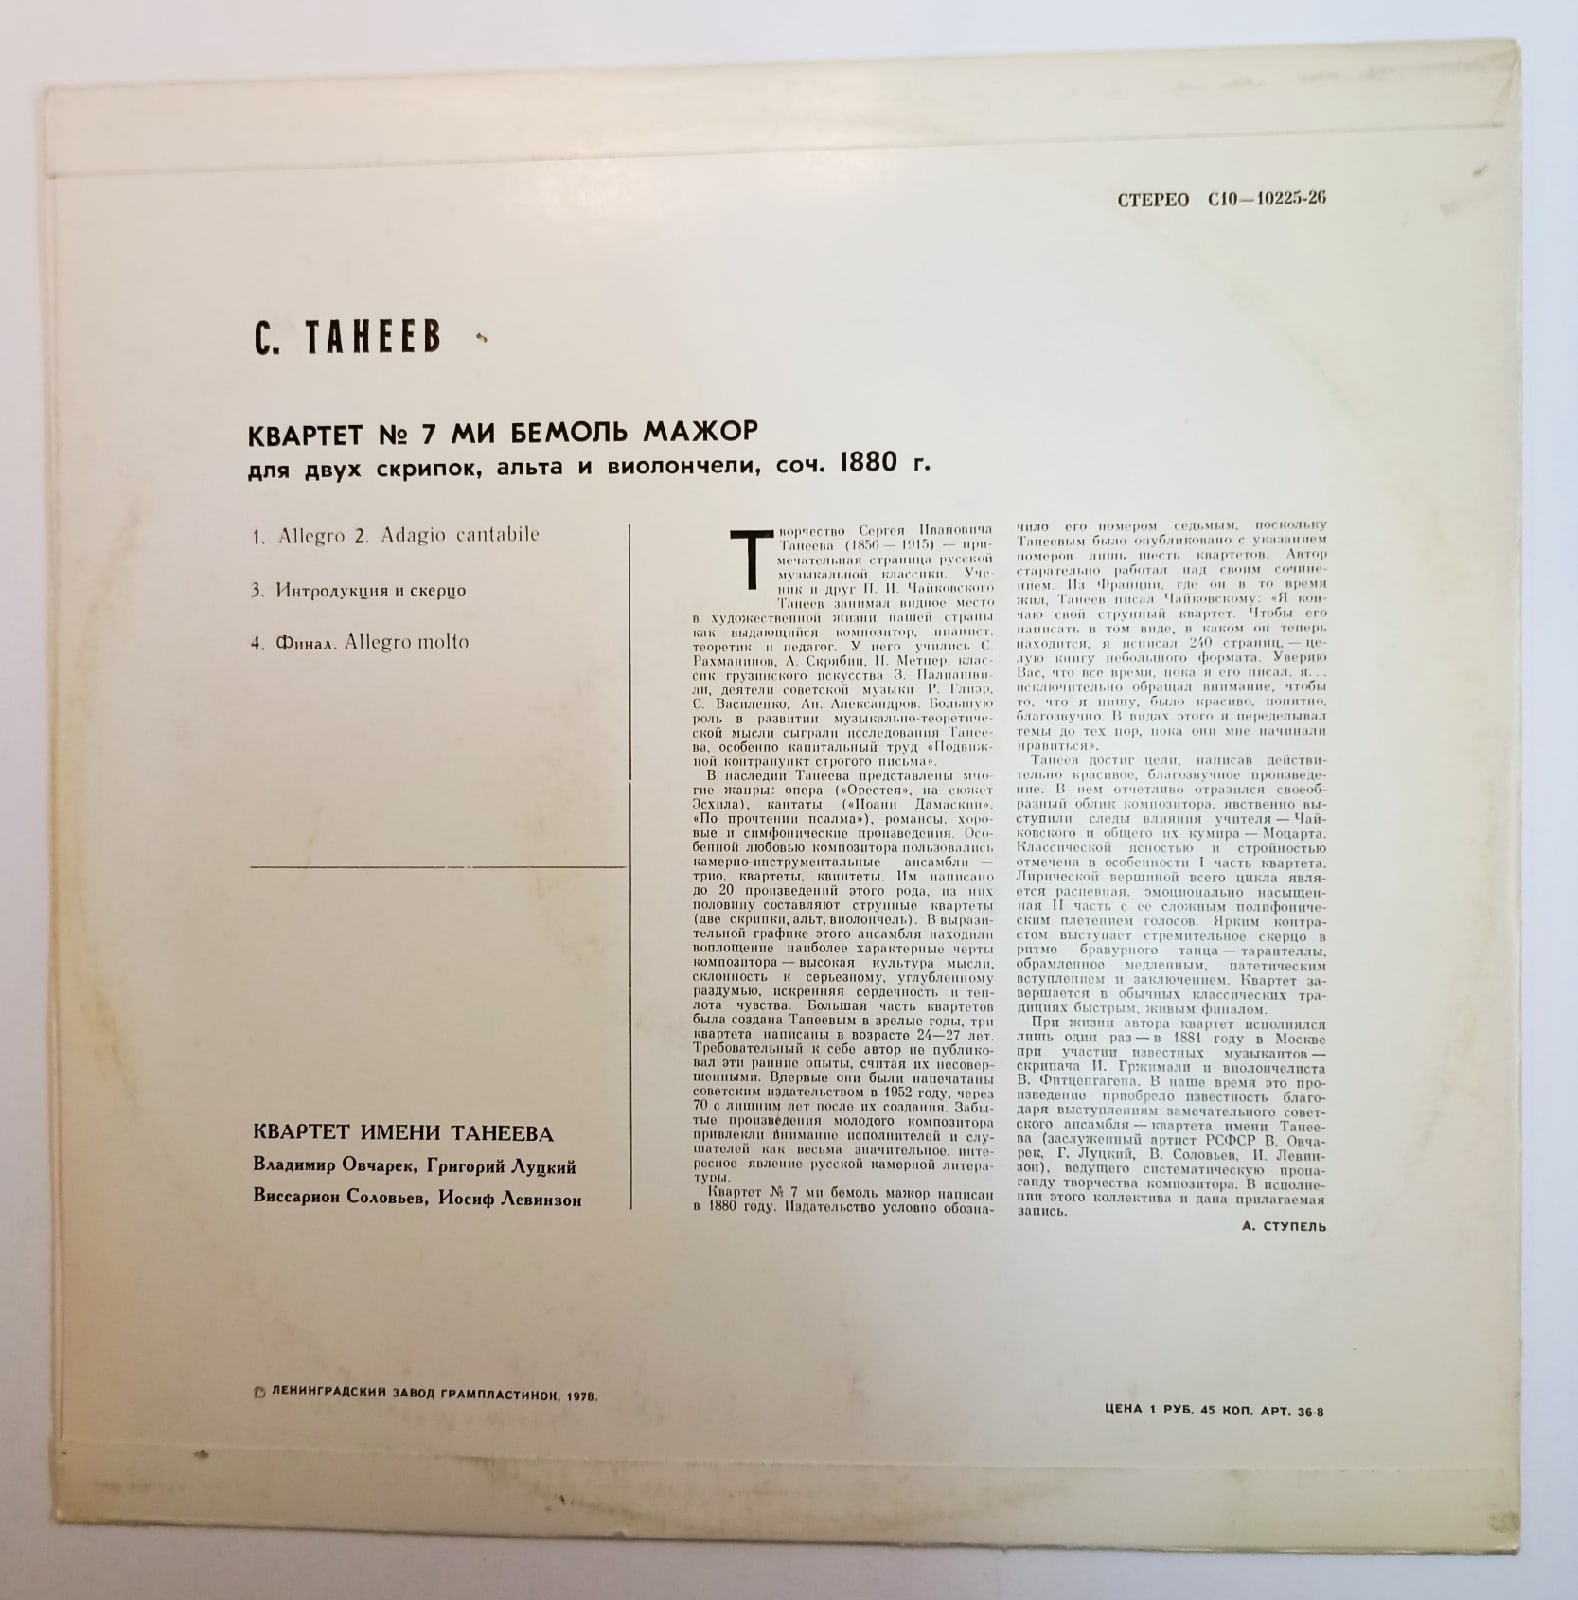 СТЕРЕО С10—10225-26
С. ТАНЕЕВ
КВАРТЕТ № 7 МИ БЕМОЛЬ МАЖОР
для двух скрипок, альта и виолончели, соч. 1880 г.
1. Allegro 2. Adagio cantabile
3. Интродукция и скерцо
4. Финал. Allegro molto
КВАРТЕТ ИМЕНИ ТАНЕЕВА
Владимир Овчарек, Григорий Луцкий
Виссарион Соловьев, Иосиф Левинзон
Творчество Сергея Ивановича
Танеева (1856 — 1915) — при-
мечательная страница русской
музыкальной классики. Уче-
ник и друг П. И. Чайковского
Танеев занимал видное место
в художественной жизни нашей страны
как выдающийся композитор, пианист,
теоретик и педагог. У него учились С.
Рахманинов, А. Скрябин, Н. Метнер, клас-
сик грузинского искусства З. Палиашви-
ли, деятели советской музыки Р. Глиэр,
С. Василенко, Ан. Александров. Большую
роль в развитии музыкально-теоретиче-
ской мысли сыграли исследования Танее-
ва, особенно капитальный труд «Подвиж-
ной контрапункт строгого письма».
В наследии Танеева представлены мно-
гие жанры: опера («Орестея», на сюжет
Эсхила), кантаты («Иоанн Дамаскин»,
«По прочтении псалма»), романсы, хоро-
вые и симфонические произведения. Осо-
бенной любовью композитора пользовались
камерно-инструментальные ансамбли —
трио, квартеты, квинтеты. Им написано
до 20 произведений этого рода, из них
половину составляют струнные квартеты
(две скрипки, альт, виолончель). В вырази-
тельной графике этого ансамбля находили
воплощение наиболее характерные черты
композитора — высокая культура мысли,
склонность к серьезному, углубленному
раздумью, искренняя сердечность и теп-
лота чувства. Большая часть квартетов
была создана Танеевым в зрелые годы, три
квартета написаны в возрасте 24—27 лет.
Требовательный к себе автор не публико-
вал эти ранние опыты, считая их несовер-
шенными. Впервые они были напечатаны
советским издательством в 1952 году, через
70 с лишним лет после их создания. Забы-
тые произведения молодого композитора
привлекли внимание исполнителей и слу-
шателей как весьма значительное, инте-
ресное явление русской камерной литера-
туры.
Квартет № 7 ми бемоль мажор написан
в 1880 году. Издательство условно обозна-
чило его номером седьмым, поскольку
Танеевым было опубликовано с указанием
номеров лишь шесть квартетов. Автор
старательно работал над своим сочине-
нием. Из Франции, где он в то время
жил, Танеев писал Чайковскому: «Я кон-
чаю свой струнный квартет. Чтобы его
написать в том виде, в каком он теперь
находится, я исписал 240 страниц, — це-
лую книгу небольшого формата. Уверяю
Вас, что все время, пока я его писал, я...
исключительно обращал внимание, чтобы
то, что я пишу, было красиво, понятно,
благозвучно. В видах этого я переделывал
темы до тех пор, пока они мне начинали
нравиться».
Танеев достиг цели, написав действи-
тельно красивое, благозвучное произведе-
ние. В нем отчетливо отразился своеоб-
разный облик композитора, явственно вы-
ступили следы влияния учителя — Чай-
ковского и общего их кумира — Моцарта.
Классической ясностью и стройностью
отмечена в особенности I часть квартета.
Лирической вершиной всего цикла явля-
ется распевная, эмоционально насыщен-
ная II часть с ее сложным полифониче-
ским плетением голосов. Ярким контра-
стом выступает стремительное скерцо в
ритме бравурного танца — тарантеллы,
обрамленное медленным, патетическим
вступлением и заключением. Квартет за-
вершается в обычных классических тра-
дициях быстрым, живым финалом.
При жизни автора квартет исполнялся
лишь один раз — в 1881 году в Москве
при участии известных музыкантов —
скрипача И. Гржимали и виолончелиста
В. Фитценгагена. В наше время это про-
изведение приобрело известность благо-
даря выступлениям замечательного совет-
ского ансамбля — квартета имени Танее-
ва (заслуженный артист РСФСР В. Овча-
рек, Г. Луцкий, В. Соловьев, И. Левин-
зон), ведущего систематическую пропа-
ганду творчества композитора. В исполне-
нии этого коллектива и дана прилагаемая
запись.
А. СТУПЕЛЬ
Ⓟ ЛЕНИНГРАДСКИЙ ЗАВОД ГРАМПЛАСТИНОК, 1978.
ЦЕНА 1 РУБ. 45 КОП. АРТ. 36-8